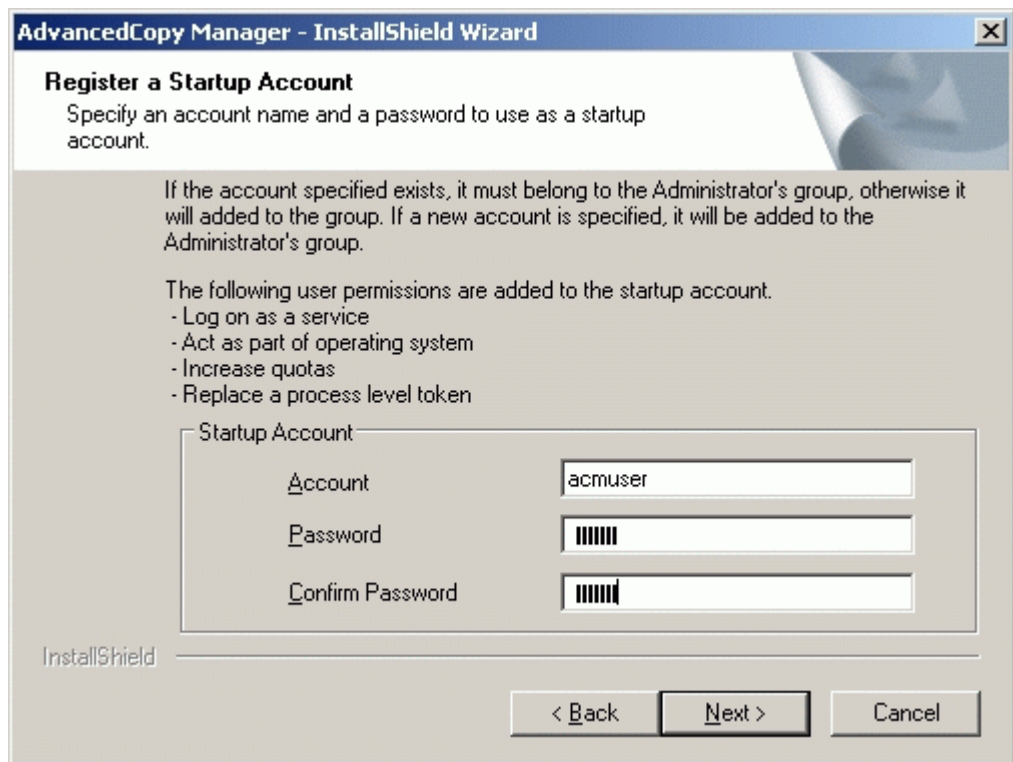 AdvancedCopy Manager - InstallShield Wizard
Register a Startup Account
Specify an account name and a password to use as a startup
account.
If the account specified exists, it must belong to the Administrator's group, otherwise it
will added to the group. If a new account is specified, it will be added to the
Administrator's group.
The following user permissions are added to the startup account.
- Log on as a service
- Act as part of operating system
- Increase quotas
- Replace a process level token
Startup Account
Account
acmuser
Password
Confirm Password
InstallShield
< Back
Next >
Cancel